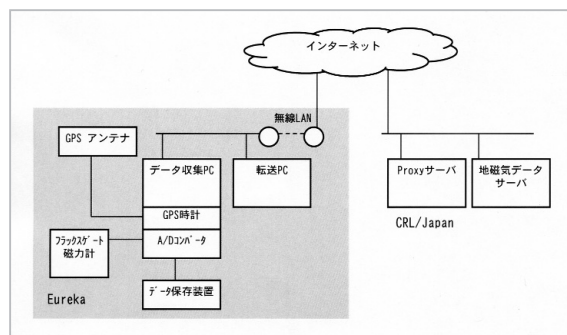 インターネット
無線LAN
GPS アンテナ
データ収集PC
転送PC
Proxyサーバ
地磁気データ
サーバ
GPS時計
CRL/Japan
フラックスゲート
磁力計
A/Dコンバータ
データ保存装置
Eureka